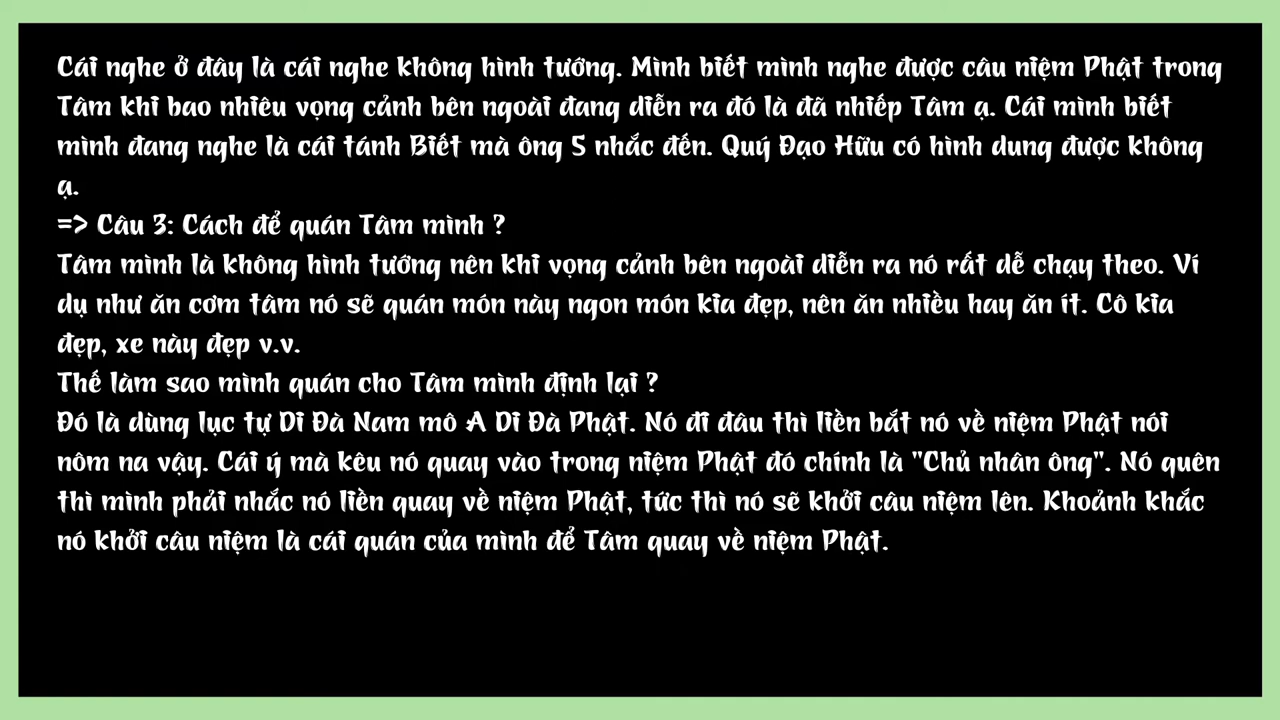 Cái nghe ở đây là cái nghe không hình tướng. Mình biết mình nghe được câu niệm Phật trong
Tâm khi bao nhiêu vọng cảnh bên ngoài đang diễn ra đó là đã nhiếp Tâm ạ. Cái mình biết
mình đang nghe là cái tánh Biết mà ông 5 nhắc đến. Quý Đạo Hữu có hình dung được không
ạ.
=> Câu 3: Cách để quán Tâm mình ?
Tâm mình là không hình tướng nên khi vọng cảnh bên ngoài diễn ra nó rất dễ chạy theo. Ví
dụ như ăn cơm tâm nó sẽ quán món này ngon món kia đẹp, nên ăn nhiều hay ăn ít. Cô kia
đẹp, xe này đẹp v.v.
Thế làm sao mình quán cho Tâm mình định lại ?
Đó là dùng lục tự Di Đà Nam mô A Di Đà Phật. Nó đi đâu thì liền bắt nó về niệm Phật nói
nôm na vậy. Cái ý mà kêu nó quay vào trong niệm Phật đó chính là "Chủ nhân ông". Nó quên
thì mình phải nhắc nó liền quay về niệm Phật, tức thì nó sẽ khởi câu niệm lên. Khoảnh khắc
nó khởi câu niệm là cái quán của mình để Tâm quay về niệm Phật.